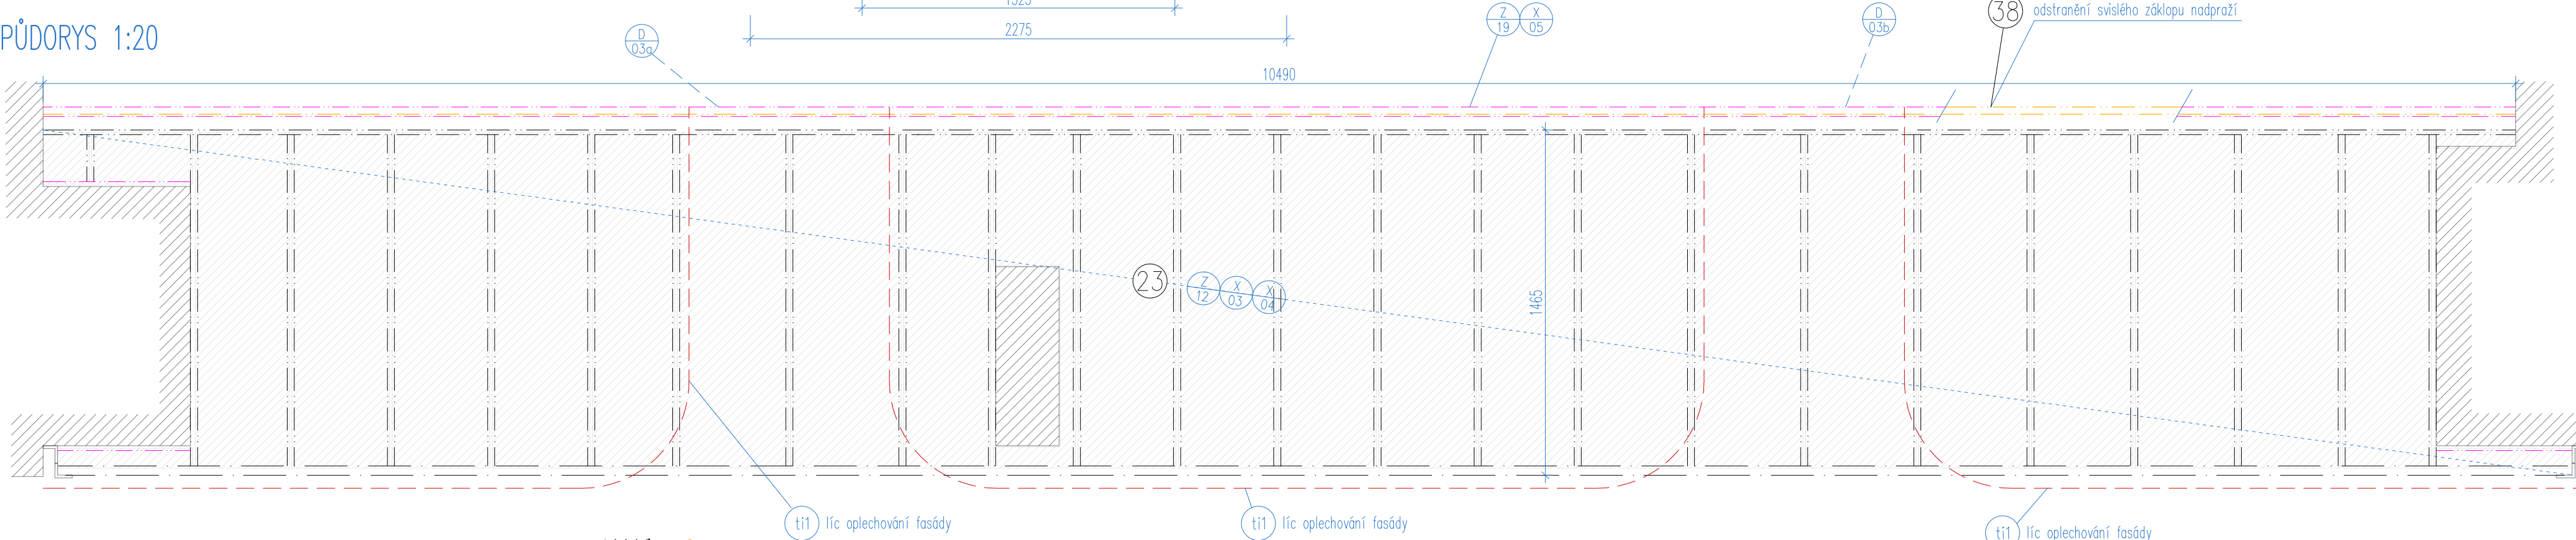 PŮDORYS 1:20
2275
D
03a
Z
19
X
05
D
03b
38
odstranění svislého záklopu nadpraží
10490
23
Z
12
X
03
X
04
1465
ti1 líc oplechování fasády
ti1 líc oplechování fasády
ti1 líc oplechování fasády